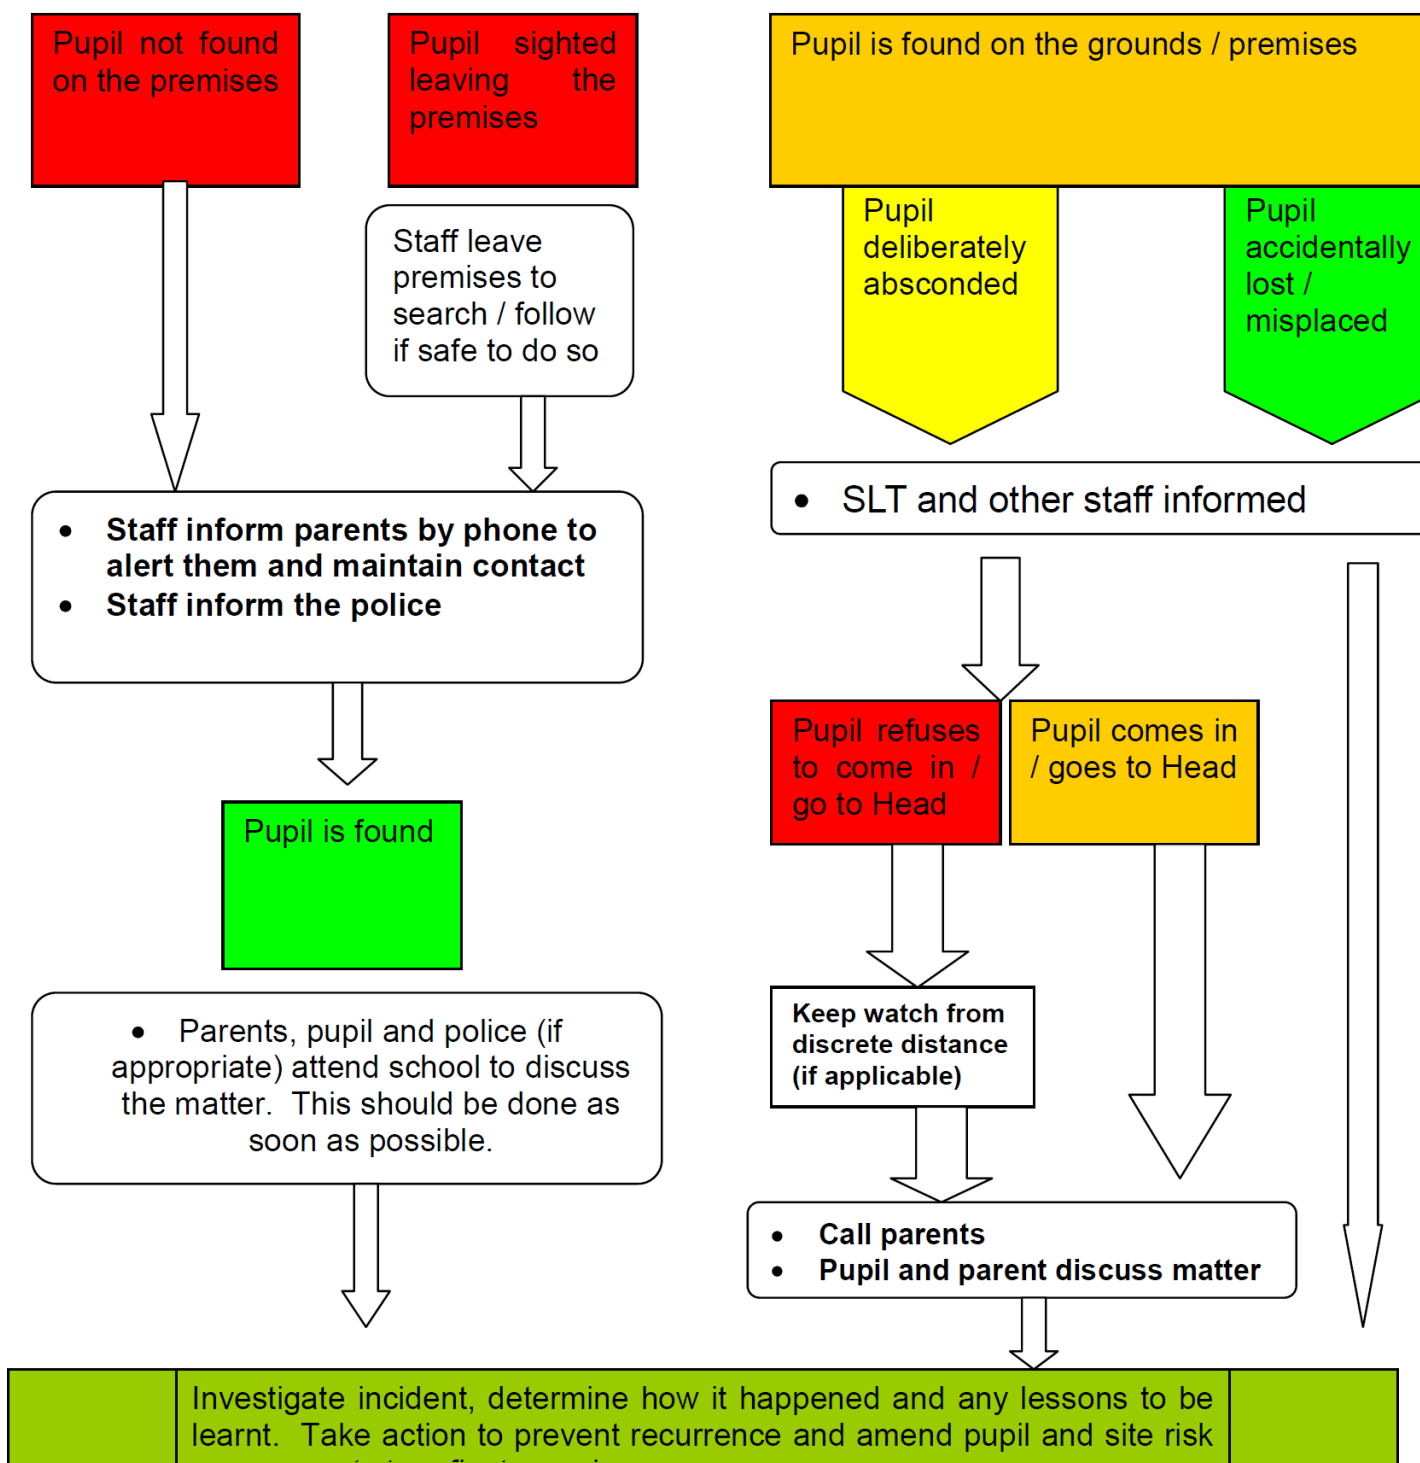 Pupil not found
on the premises
Pupil sighted
leaving the
premises
Pupil is found on the grounds / premises
Staff leave
premises to
search / follow
if safe to do so
Pupil
deliberately
absconded
Pupil
accidentally
lost /
misplaced
• Staff inform parents by phone to
alert them and maintain contact
• Staff inform the police
• SLT and other staff informed
Pupil refuses
to come in /
go to Head
Pupil comes in
/ goes to Head
Pupil is found
Keep watch from
discrete distance
(if applicable)
• Parents, pupil and police (if
appropriate) attend school to discuss
the matter. This should be done as
soon as possible.
• Call parents
• Pupil and parent discuss matter
Investigate incident, determine how it happened and any lessons to be
learnt. Take action to prevent recurrence and amend pupil and site risk